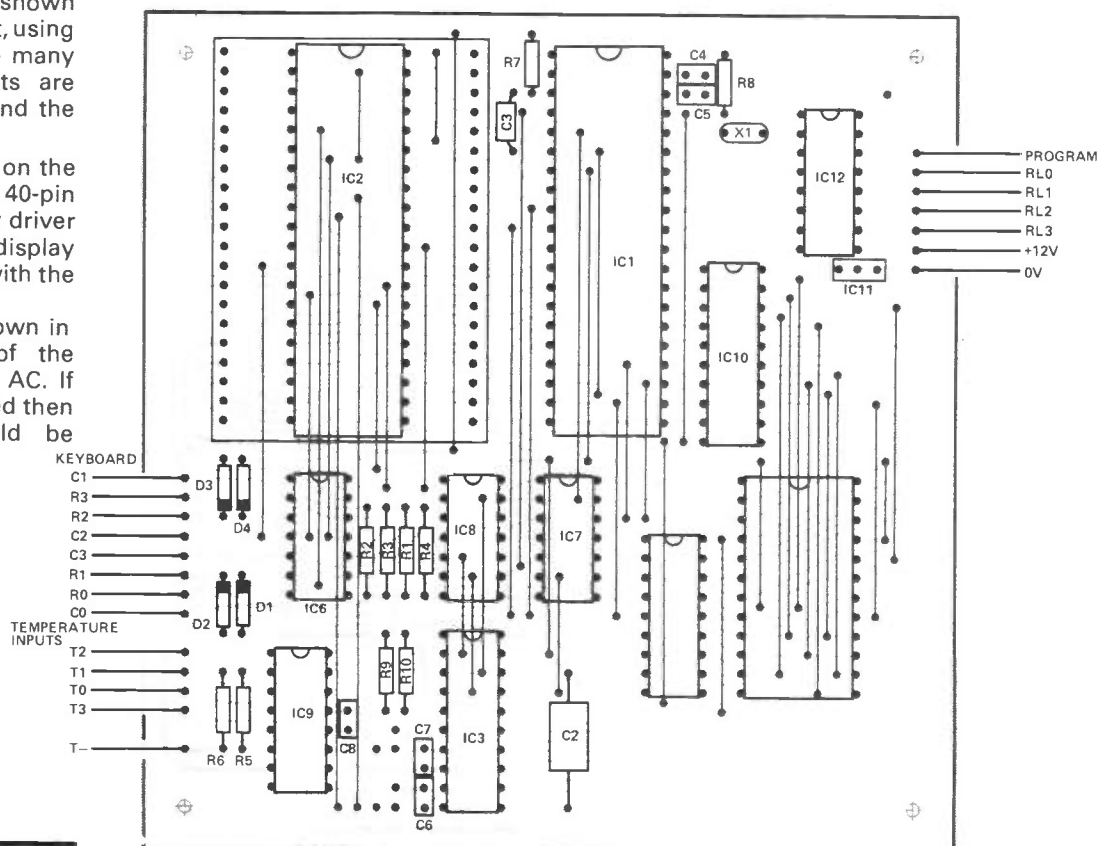 shown
, using
many
ts are
nd the
on the
40-pin
driver
display
with the
own in
of the
AC. If
ed then
ld be
R7
C3
C4
C5
R8
X1
IC2
IC1
IC12
IC11
IC10
PROGRAM
RL0
RL1
RL2
RL3
+12V
0V
KEYBOARD
C1
R3
R2
C2
C3
R1
R0
C0
TEMPERATURE
INPUTS
T2
T1
T0
T3
T–
D3
D4
D2
D1
R6 R5
IC6
R2
R3
R1
R4
IC8
IC7
IC9
C8
R9
R10
C7
C6
IC3
C2